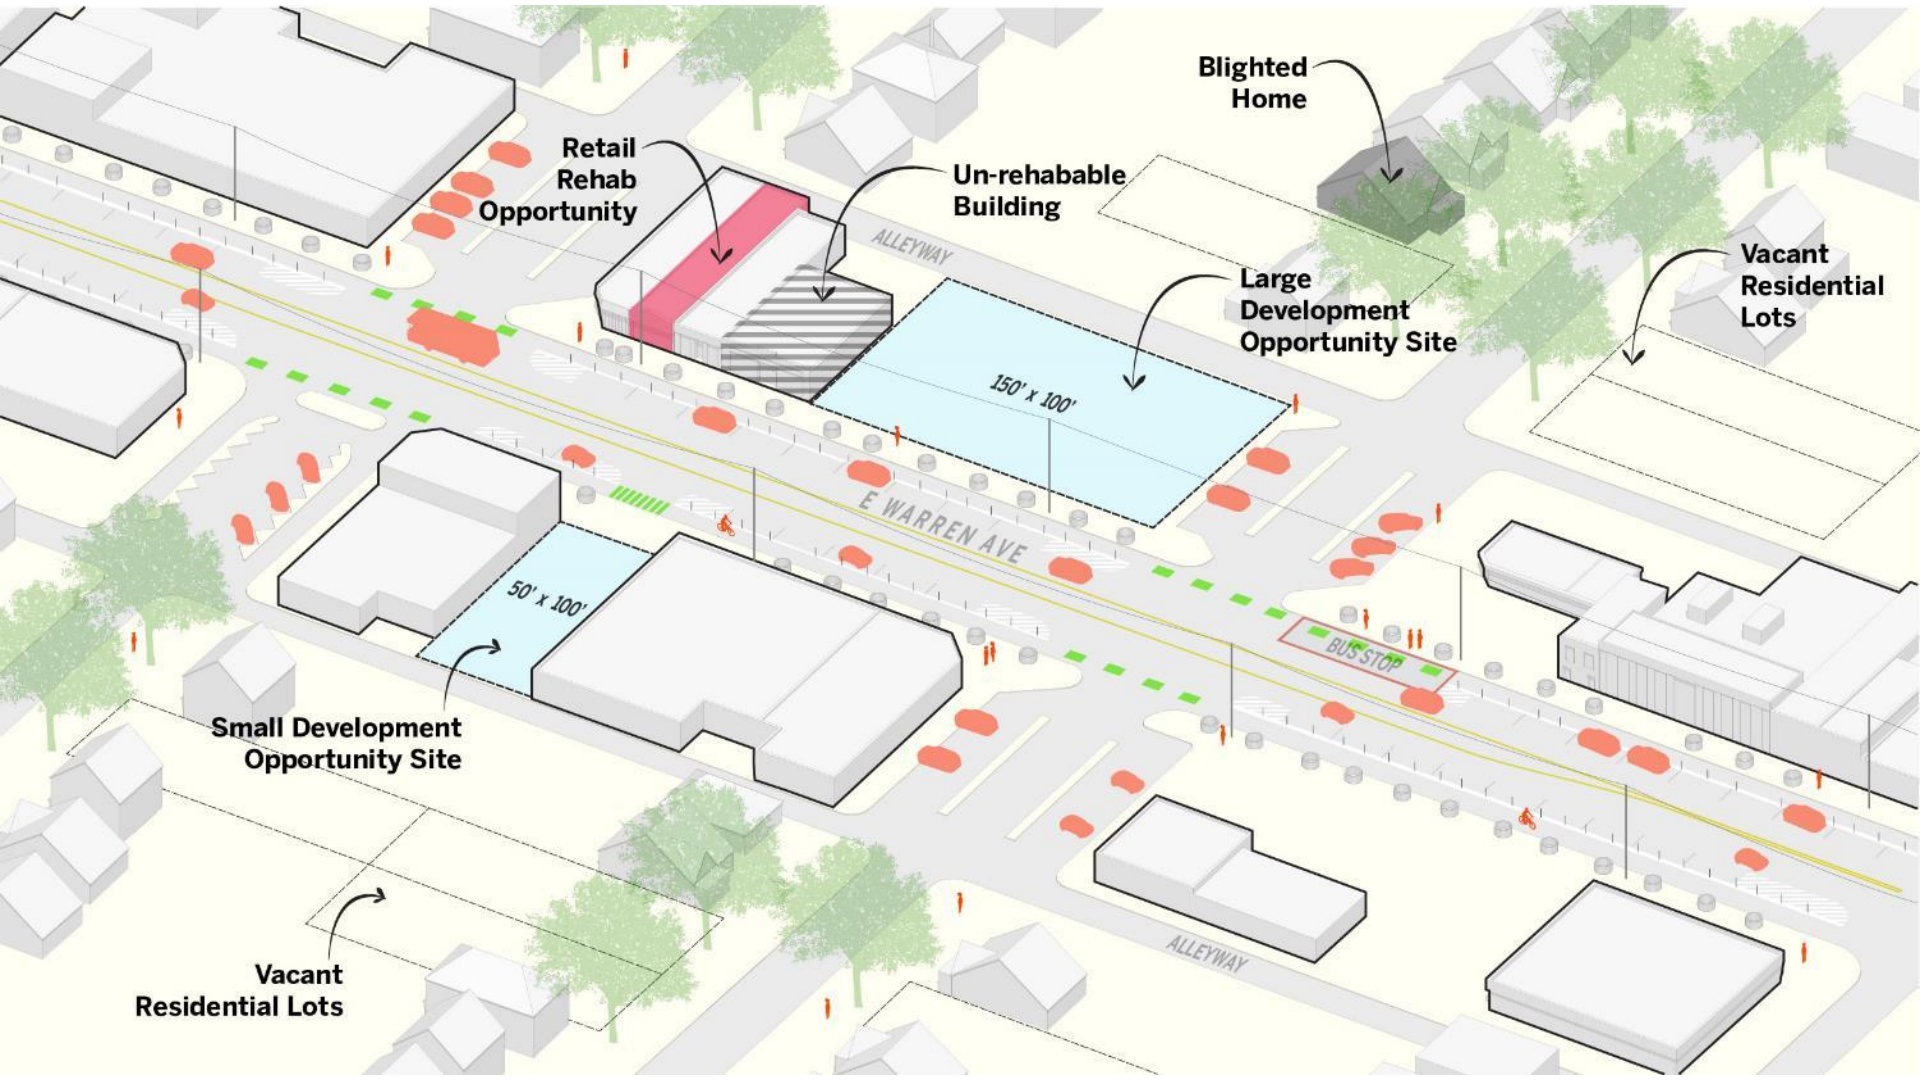 Blighted
Home
Retail
Rehab
Opportunity
Un-rehabable
Building
ALLEYWAY
Large
Development
Opportunity Site
Vacant
Residential
Lots
150' x 100'
E WARREN AVE
50' x 100'
BUS STOP
Small Development
Opportunity Site
ALLEYWAY
Vacant
Residential Lots